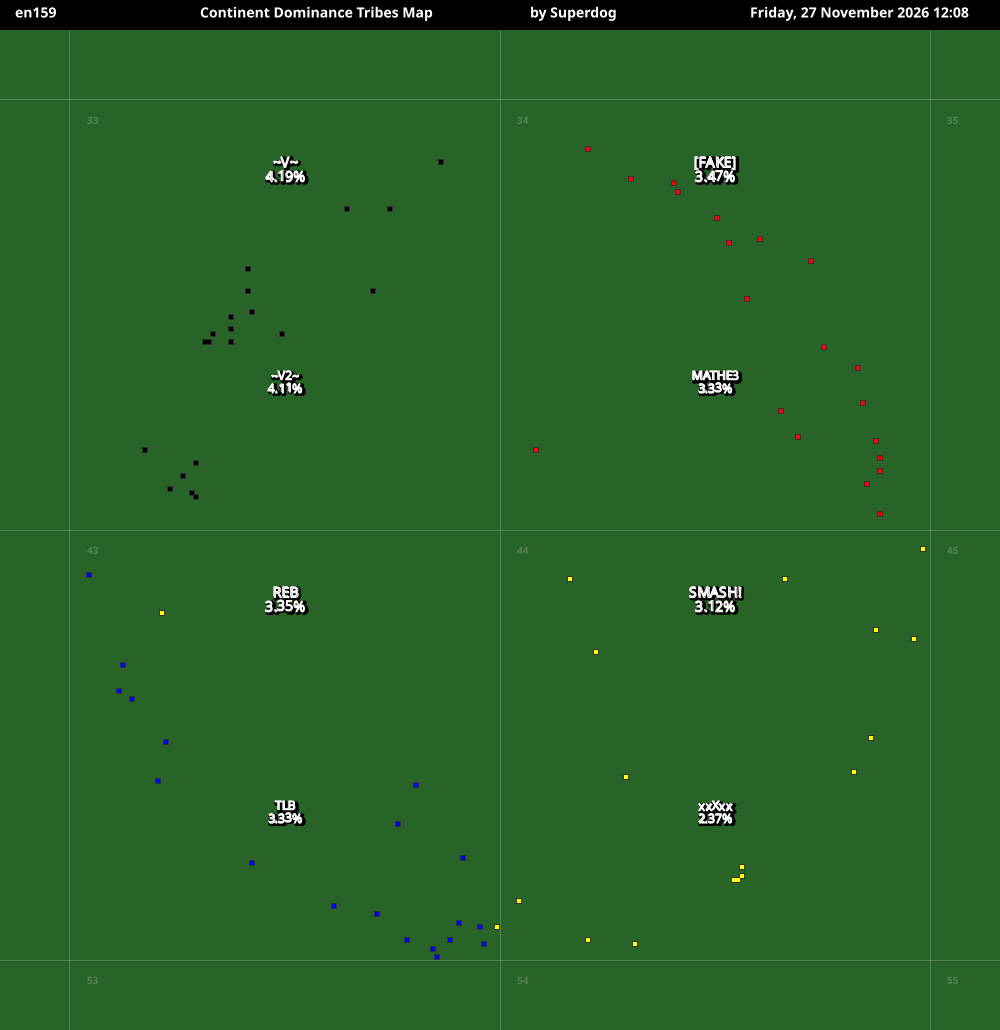 en159 Continent Dominance Tribes Map by Superdog Friday, 27 November 2026 12:08
33 34 35
~V~ [FAKE]
4.19% 3.47%
~V2~ MATHE3
4.11% 3.33%
43 44 45
REB SMASH!
3.35% 3.12%
TLB xxXxx
3.33% 2.37%
53 54 55